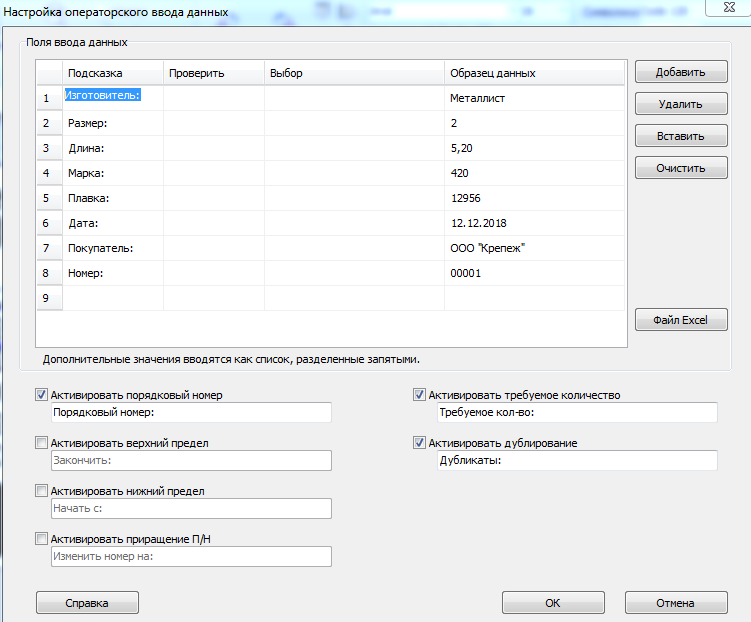 Настройка операторского ввода данных
Поля ввода данных
Подсказка Проверить Выбор Образец данных
1 Изготовитель: Металлист
2 Размер: 2
3 Длина: 5,20
4 Марка: 420
5 Плавка: 12956
6 Дата: 12.12.2018
7 Покупатель: ООО "Крепеж"
8 Номер: 00001
9
Добавить
Удалить
Вставить
Очистить
Файл Excel
Дополнительные значения вводятся как список, разделенные запятыми.
Активировать порядковый номер
Порядковый номер:
Активировать верхний предел
Закончить:
Активировать нижний предел
Начать с:
Активировать приращение П/Н
Изменить номер на:
Активировать требуемое количество
Требуемое кол-во:
Активировать дублирование
Дубликаты:
Справка ОК Отмена